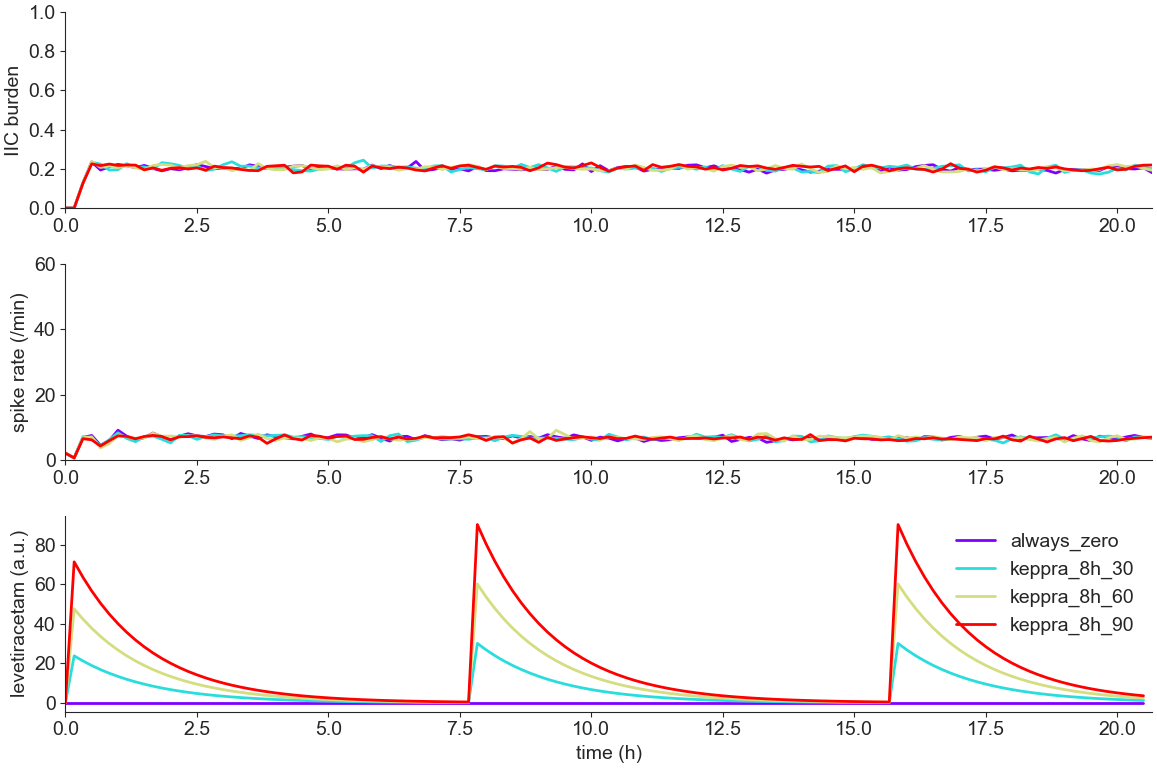 IIC burden
1.0
0.8
0.6
0.4
0.2
0.0
0.0 2.5 5.0 7.5 10.0 12.5 15.0 17.5 20.0
spike rate (/min)
60
40
20
0
0.0 2.5 5.0 7.5 10.0 12.5 15.0 17.5 20.0
levetiracetam (a.u.)
80
60
40
20
0
always_zero
keppra_8h_30
keppra_8h_60
keppra_8h_90
0.0 2.5 5.0 7.5 10.0 12.5 15.0 17.5 20.0
time (h)